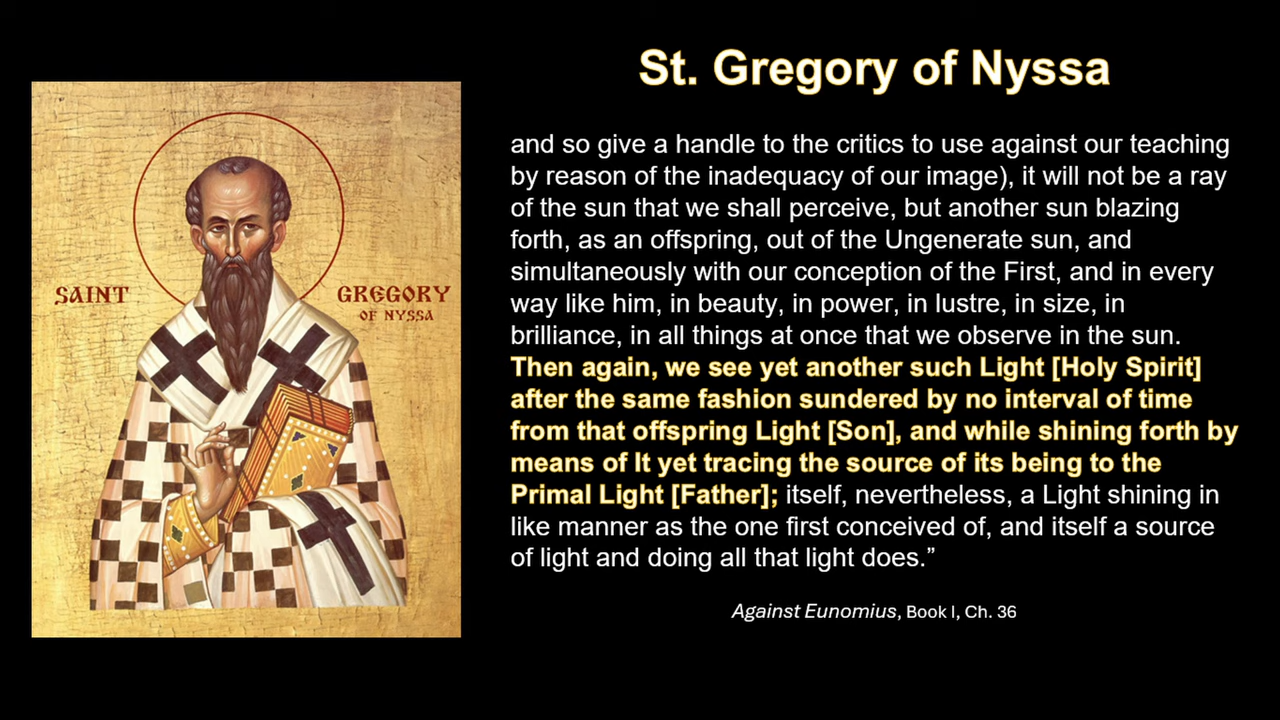 St. Gregory of Nyssa
SAINT
GREGORY
OF NYSSA
and so give a handle to the critics to use against our teaching
by reason of the inadequacy of our image), it will not be a ray
of the sun that we shall perceive, but another sun blazing
forth, as an offspring, out of the Ungenerate sun, and
simultaneously with our conception of the First, and in every
way like him, in beauty, in power, in lustre, in size, in
brilliance, in all things at once that we observe in the sun.
Then again, we see yet another such Light [Holy Spirit]
after the same fashion sundered by no interval of time
from that offspring Light [Son], and while shining forth by
means of It yet tracing the source of its being to the
Primal Light [Father]; itself, nevertheless, a Light shining in
like manner as the one first conceived of, and itself a source
of light and doing all that light does.”
Against Eunomius, Book I, Ch. 36